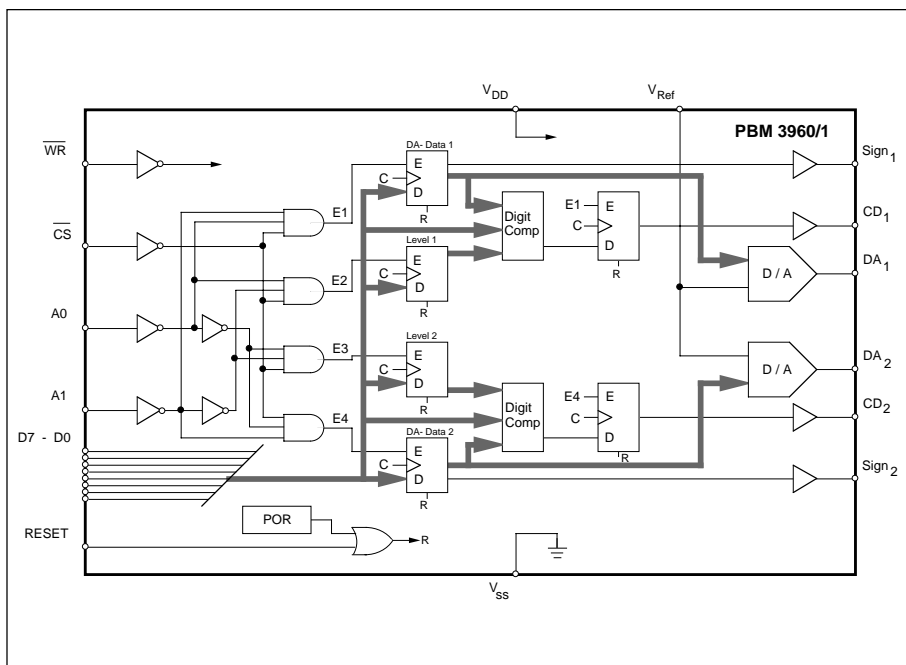 V_DD
V_Ref
PBM 3960/1
WR
CS
A0
A1
D7 - D0
RESET
E1
E2
E3
E4
DA- Data 1
E
C
D
R
Level 1
E
C
D
R
Level 2
E
C
D
R
DA- Data 2
E
C
D
R
Digit
Comp
Digit
Comp
E1
E
C
D
R
E4
E
C
D
R
D / A
D / A
Sign_1
CD_1
DA_1
DA_2
CD_2
Sign_2
POR
R
V_ss